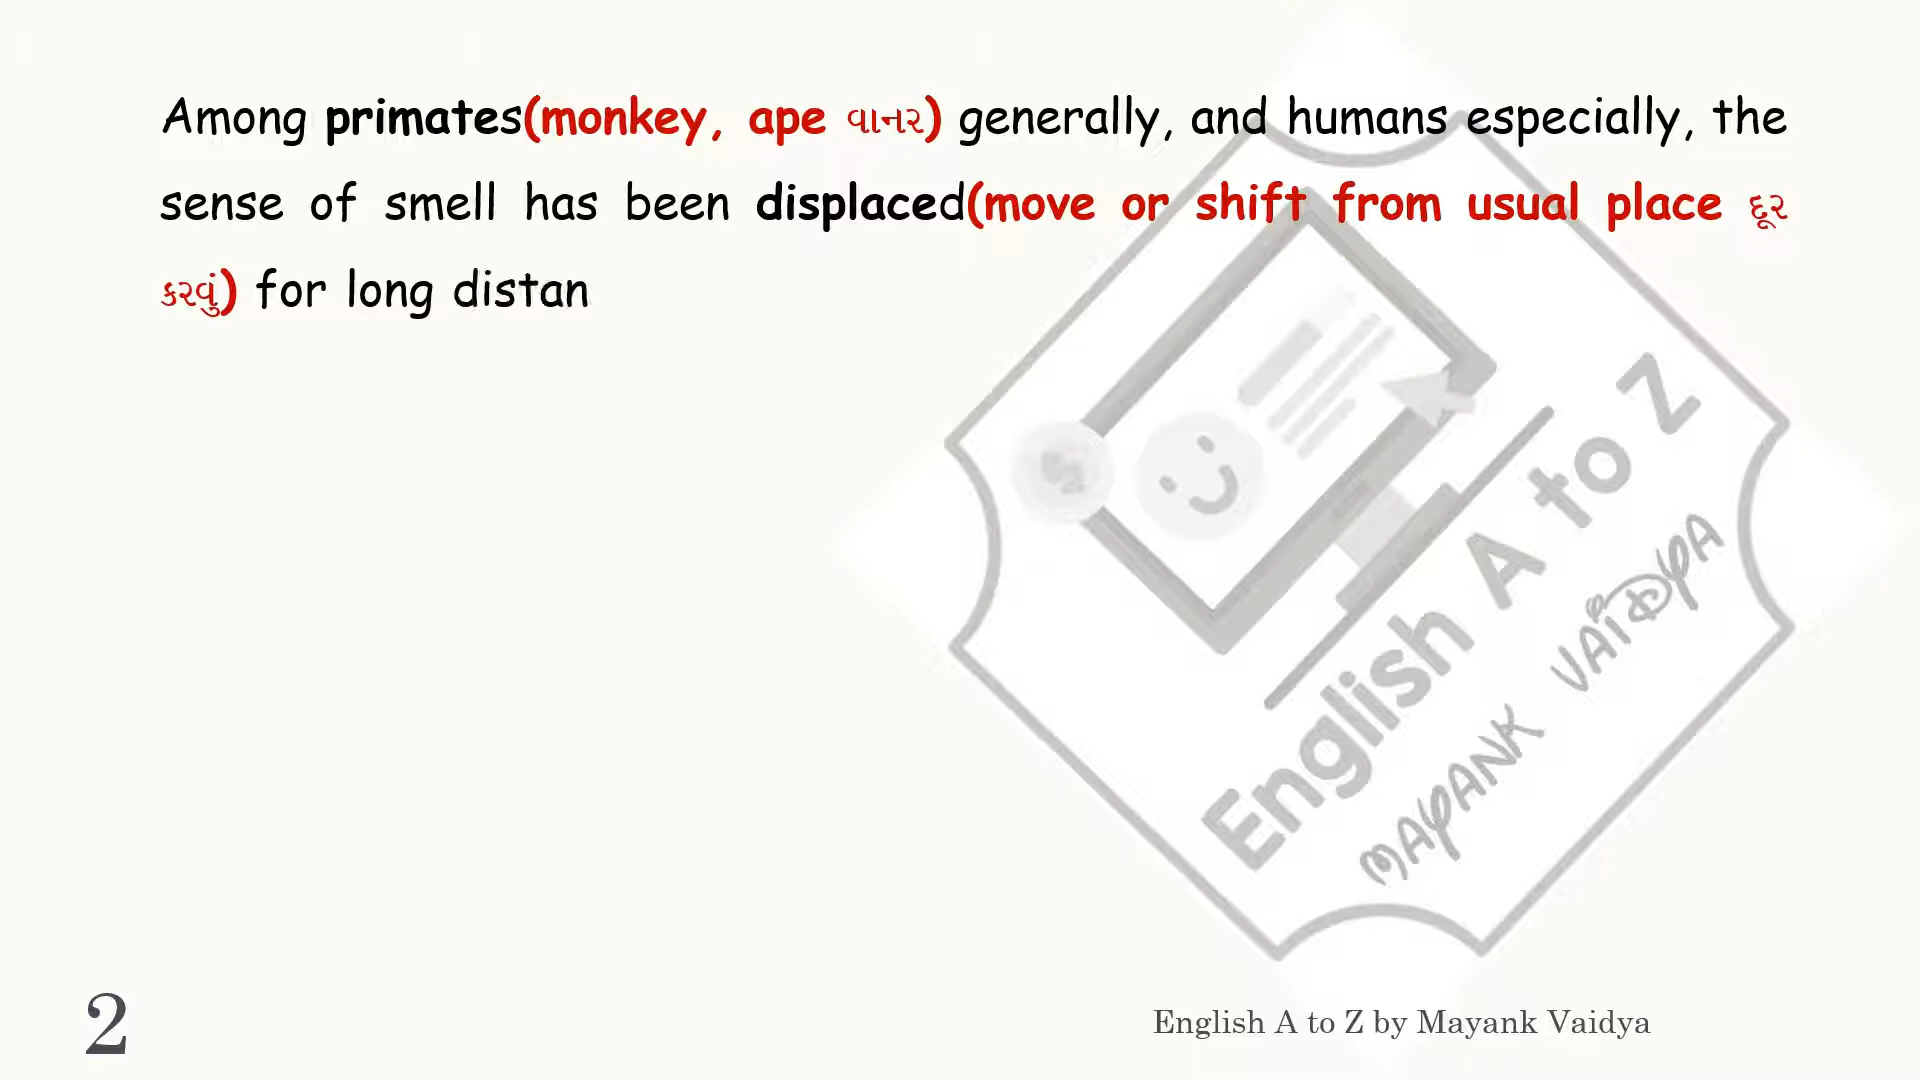 Among primates(monkey, ape વાનર) generally, and humans especially, the
sense of smell has been displaced(move or shift from usual place દૂર
કરવું) for long distan
English A to Z
MAYANK VAIDYA
2
English A to Z by Mayank Vaidya